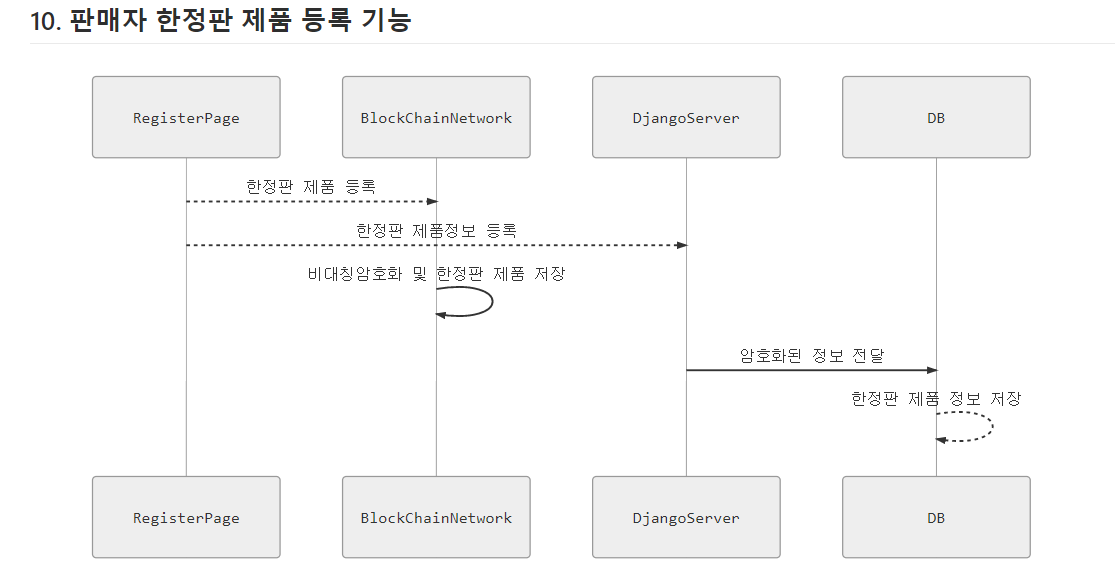 10. 판매자 한정판 제품 등록 기능
RegisterPage
BlockChainNetwork
DjangoServer
DB
한정판 제품 등록
한정판 제품정보 등록
비대칭암호화 및 한정판 제품 저장
암호화된 정보 전달
한정판 제품 정보 저장
RegisterPage
BlockChainNetwork
DjangoServer
DB